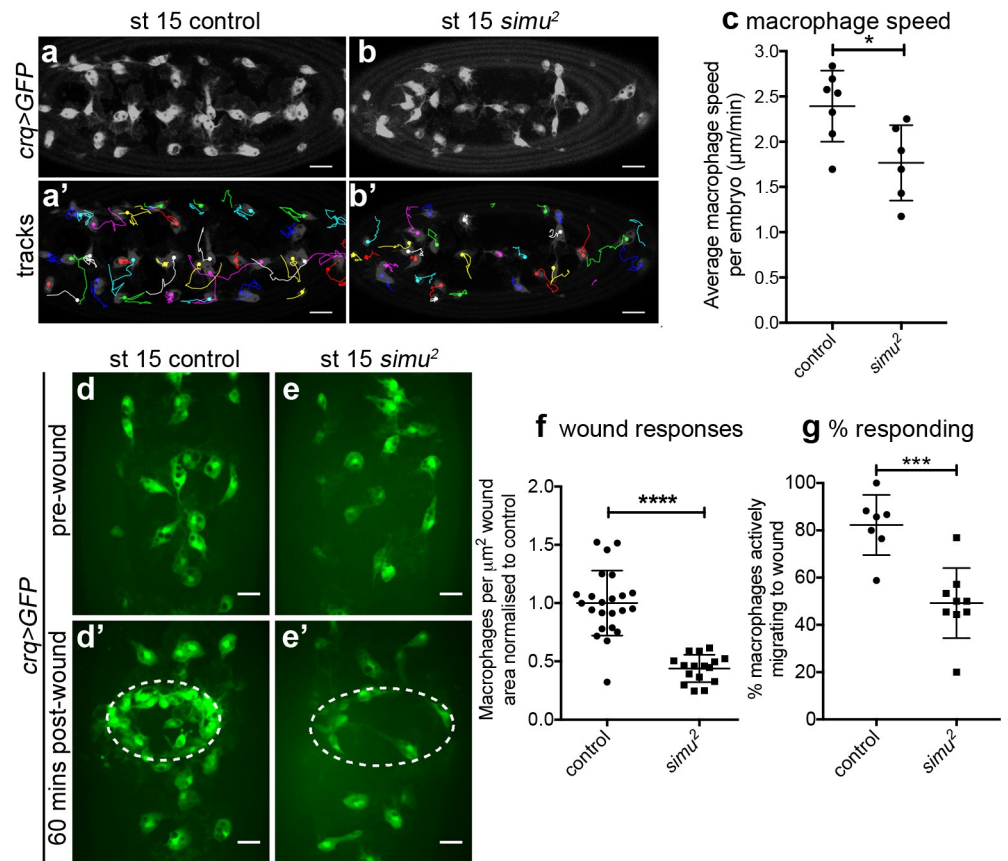 st 15 control
st 15 simu²
c macrophage speed
a
b
crq>GFP
a’
b’
tracks
*
Average macrophage speed
per embryo (μm/min)
3.0
2.5
2.0
1.5
1.0
0.5
0.0
control
simu²
st 15 control
st 15 simu²
d
e
pre-wound
crq>GFP
d’
e’
60 mins post-wound
f wound responses
****
Macrophages per μm² wound
area normalised to control
2.0
1.5
1.0
0.5
0.0
control
simu²
g % responding
***
% macrophages actively
migrating to wound
100
80
60
40
20
0
control
simu²